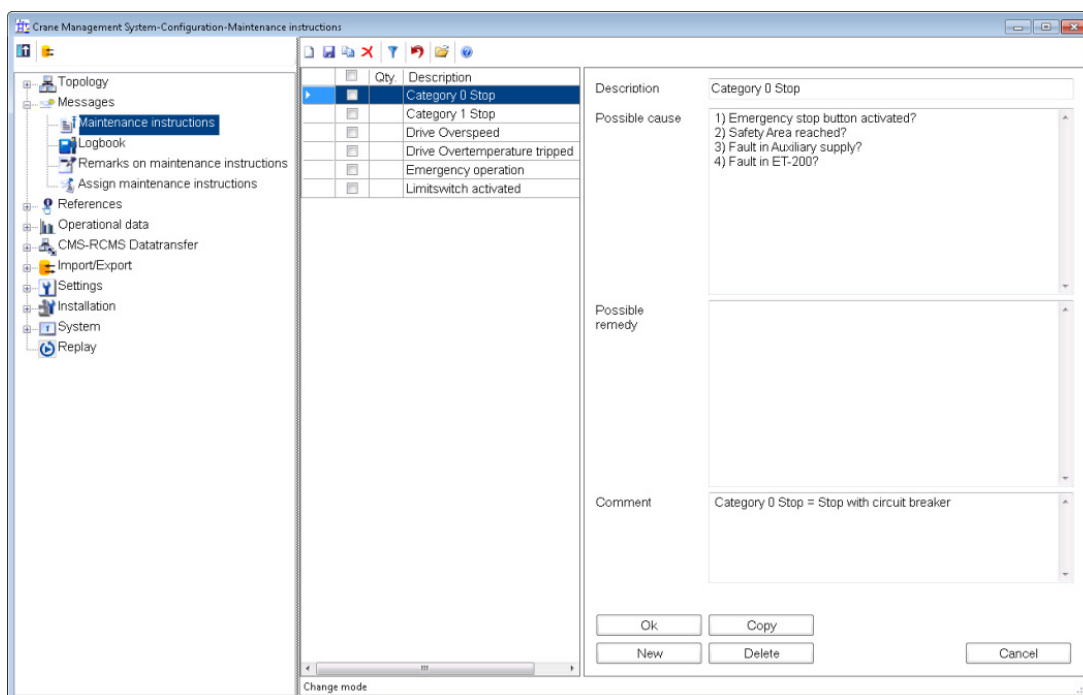 Crane Management System-Configuration-Maintenance instructions
Topology
Messages
Maintenance instructions
Logbook
Remarks on maintenance instructions
Assign maintenance instructions
References
Operational data
CMS-RCMS Datatransfer
Import/Export
Settings
Installation
System
Replay
Qty. Description
Category 0 Stop
Category 1 Stop
Drive Overspeed
Drive Overtemperature tripped
Emergency operation
Limitswitch activated
Description Category 0 Stop
Possible cause 1) Emergency stop button activated?
2) Safety Area reached?
3) Fault in Auxiliary supply?
4) Fault in ET-200?
Possible
remedy
Comment Category 0 Stop = Stop with circuit breaker
Ok Copy
New Delete Cancel
Change mode